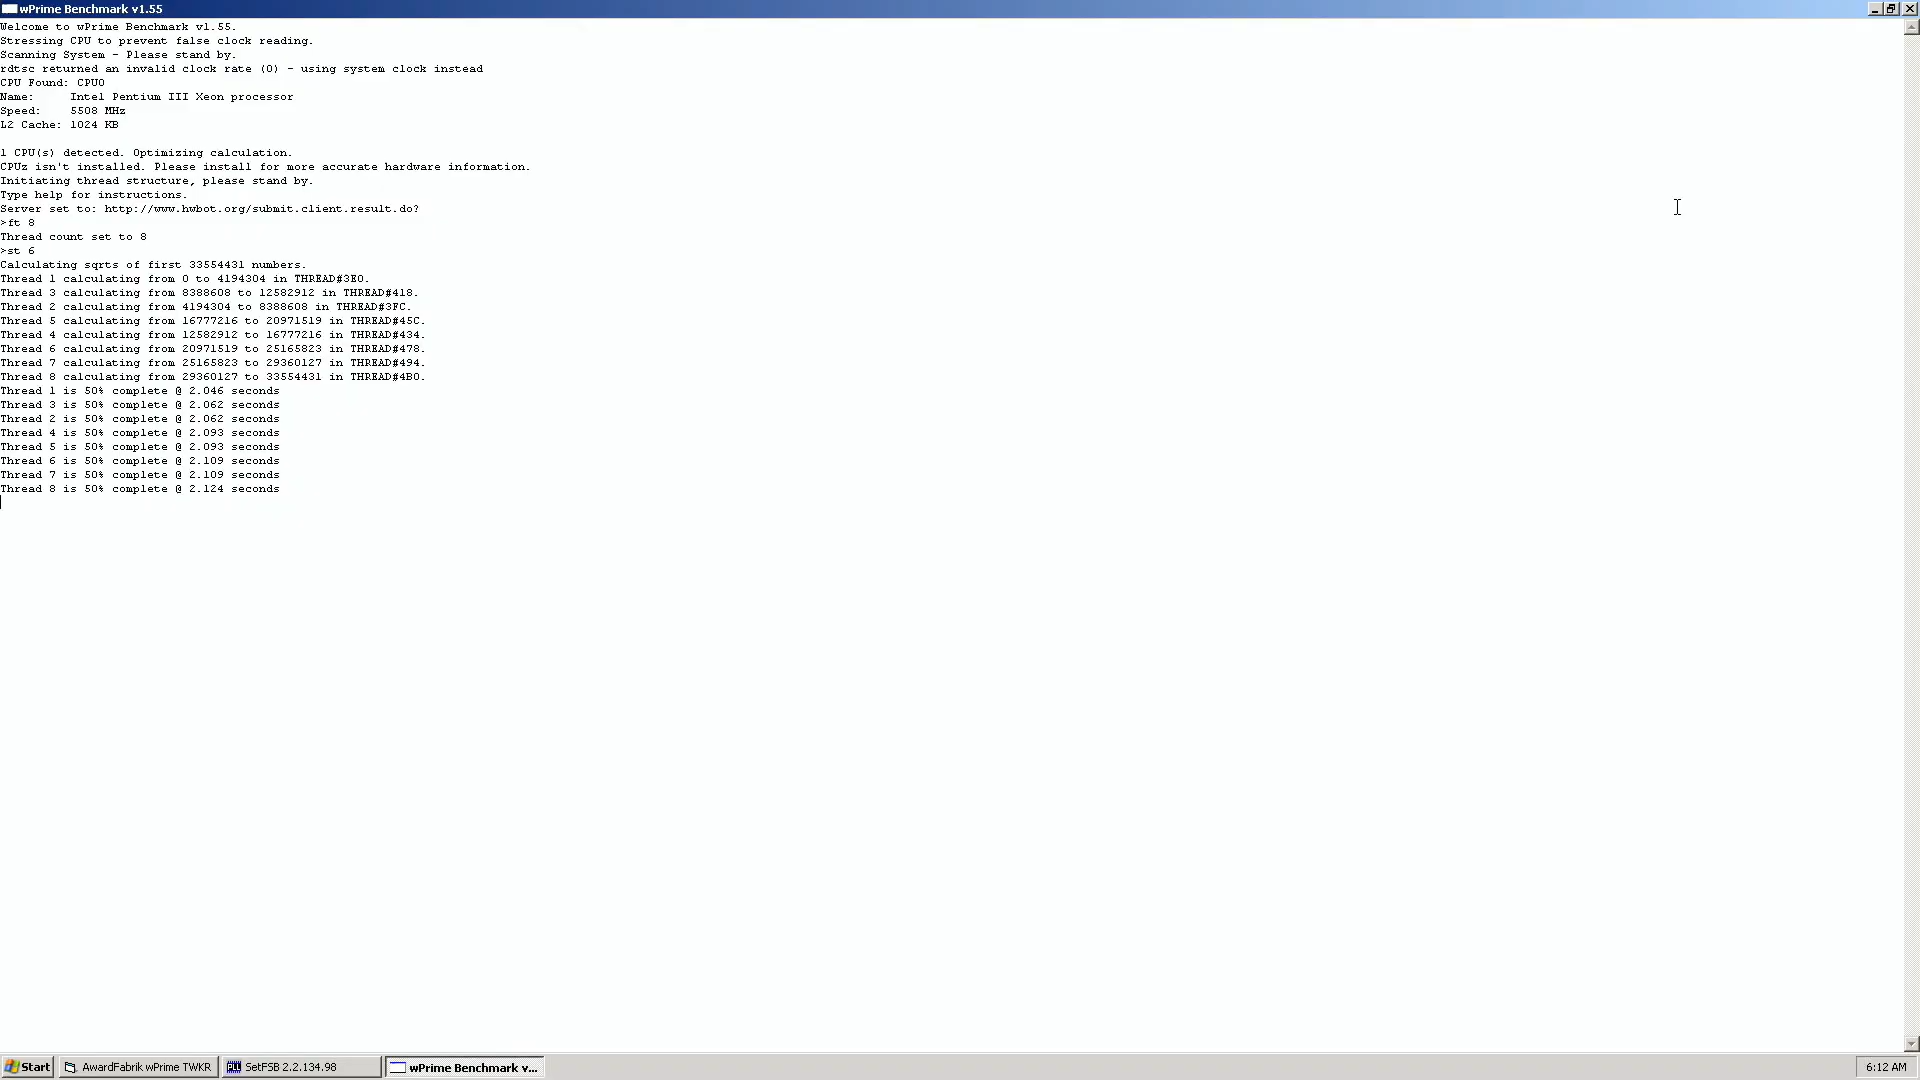 wPrime Benchmark v1.55
Welcome to wPrime Benchmark v1.55.
Stressing CPU to prevent false clock reading.
Scanning System - Please stand by.
rdtsc returned an invalid clock rate (0) - using system clock instead
CPU Found: CPU0
Name: Intel Pentium III Xeon processor
Speed: 5508 MHz
L2 Cache: 1024 KB
1 CPU(s) detected. Optimizing calculation.
CPUz isn't installed. Please install for more accurate hardware information.
Initiating thread structure, please stand by.
Type help for instructions.
Server set to: http://www.hwbot.org/submit.client.result.do?
>ft 8
Thread count set to 8
>st 6
Calculating sqrts of first 33554431 numbers.
Thread 1 calculating from 0 to 4194304 in THREAD#3E0.
Thread 3 calculating from 8388608 to 12582912 in THREAD#418.
Thread 2 calculating from 4194304 to 8388608 in THREAD#3FC.
Thread 5 calculating from 16777216 to 20971519 in THREAD#45C.
Thread 4 calculating from 12582912 to 16777216 in THREAD#434.
Thread 6 calculating from 20971519 to 25165823 in THREAD#478.
Thread 7 calculating from 25165823 to 29360127 in THREAD#494.
Thread 8 calculating from 29360127 to 33554431 in THREAD#4B0.
Thread 1 is 50% complete @ 2.046 seconds
Thread 3 is 50% complete @ 2.062 seconds
Thread 2 is 50% complete @ 2.062 seconds
Thread 4 is 50% complete @ 2.093 seconds
Thread 5 is 50% complete @ 2.093 seconds
Thread 6 is 50% complete @ 2.109 seconds
Thread 7 is 50% complete @ 2.109 seconds
Thread 8 is 50% complete @ 2.124 seconds
Start AwardFabrik wPrime TWKR PLL SetFSB 2.2.134.98 wPrime Benchmark v... 6:12 AM